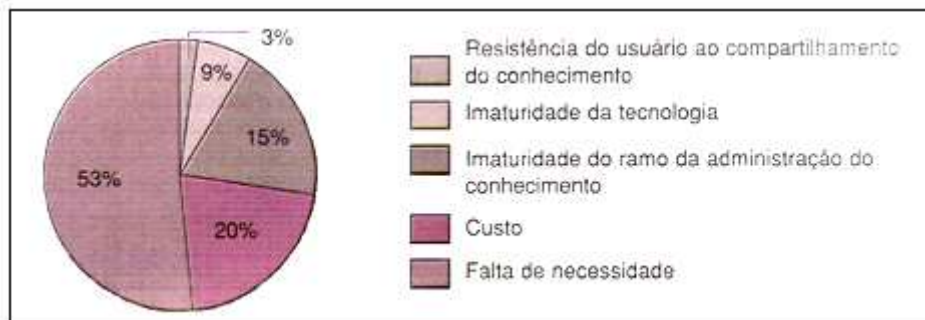 3%
9%
15%
53%
20%
Resistência do usuário ao compartilhamento
do conhecimento
Imaturidade da tecnologia
Imaturidade do ramo da administração do
conhecimento
Custo
Falta de necessidade